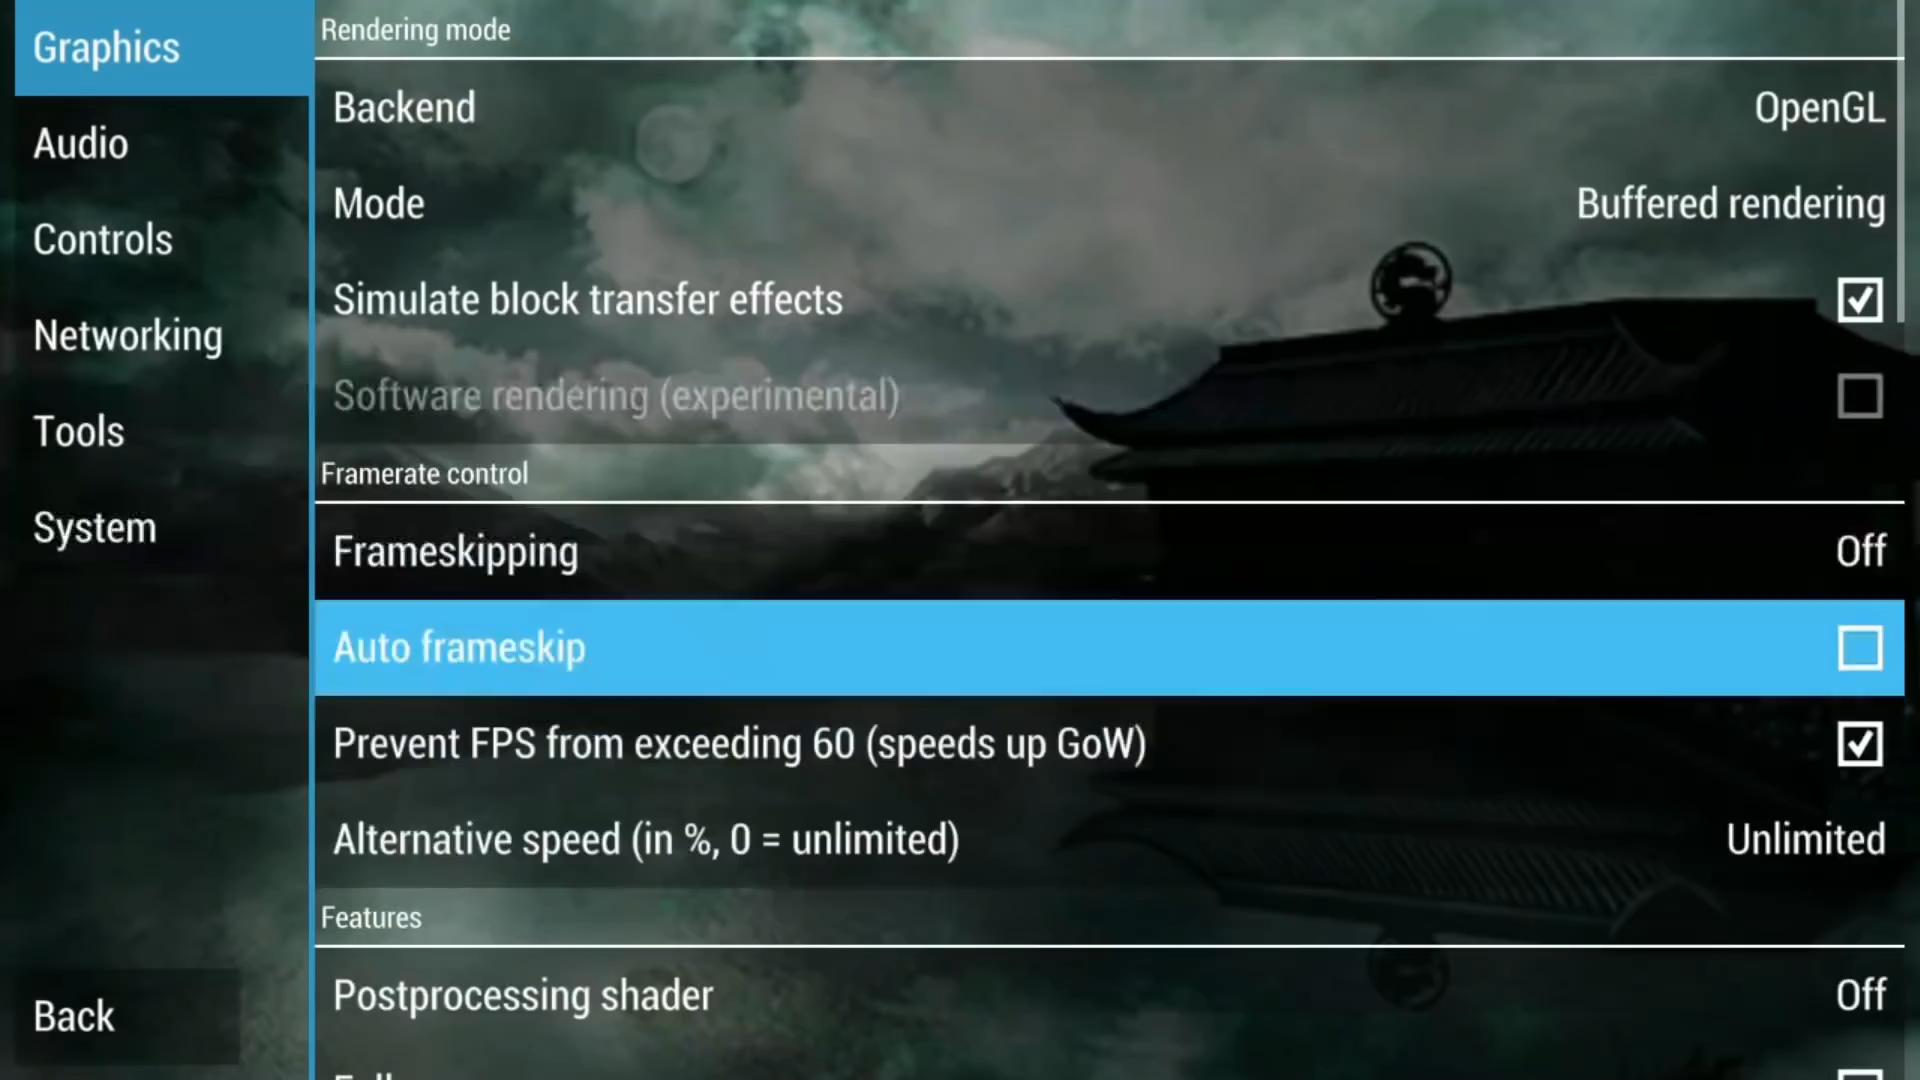 Graphics
Audio
Controls
Networking
Tools
System
Back
Rendering mode
Backend OpenGL
Mode Buffered rendering
Simulate block transfer effects
Software rendering (experimental)
Framerate control
Frameskipping Off
Auto frameskip
Prevent FPS from exceeding 60 (speeds up GoW)
Alternative speed (in %, 0 = unlimited) Unlimited
Features
Postprocessing shader Off